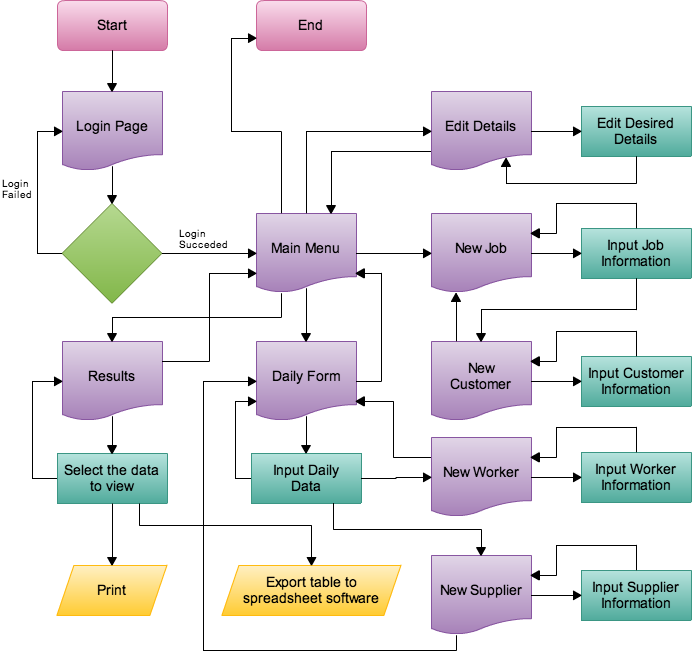 Start
End
Login Page
Edit Details
Edit Desired
Details
Login
Failed
Login
Succeded
Main Menu
New Job
Input Job
Information
Results
Daily Form
New
Customer
Input Customer
Information
Select the data
to view
Input Daily
Data
New Worker
Input Worker
Information
Print
Export table to
spreadsheet software
New Supplier
Input Supplier
Information